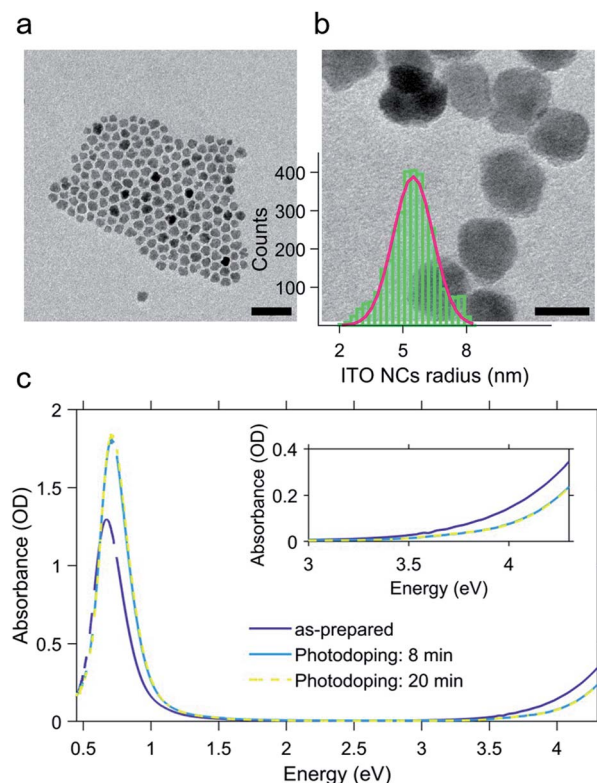 a
b
400
300
200
100
Counts
2 5 8
ITO NCs radius (nm)
c
2
1.5
1
0.5
0
Absorbance (OD)
0.5 1 1.5 2 2.5 3 3.5 4
Energy (eV)
0.4
0.2
0
Absorbance (OD)
3 3.5 4
Energy (eV)
as-prepared
Photodoping: 8 min
Photodoping: 20 min